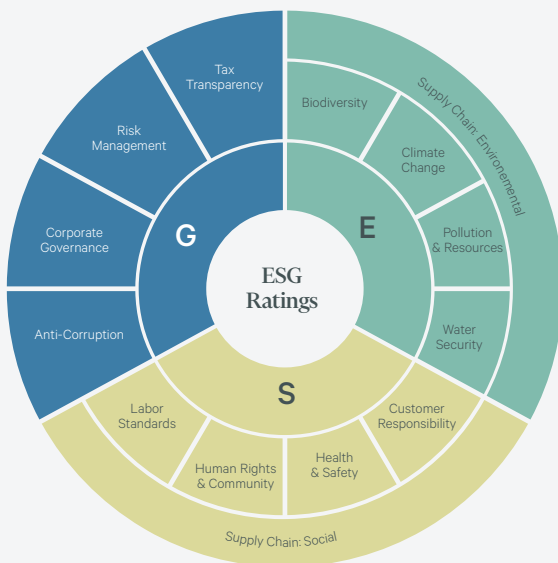 Tax
Transparency
Risk
Management
Corporate
Governance
Anti-Corruption
G
Biodiversity
Climate
Change
Pollution
& Resources
Water
Security
Supply Chain: Environemental
E
ESG
Ratings
S
Labor
Standards
Human Rights
& Community
Health
& Safety
Customer
Responsibility
Supply Chain: Social